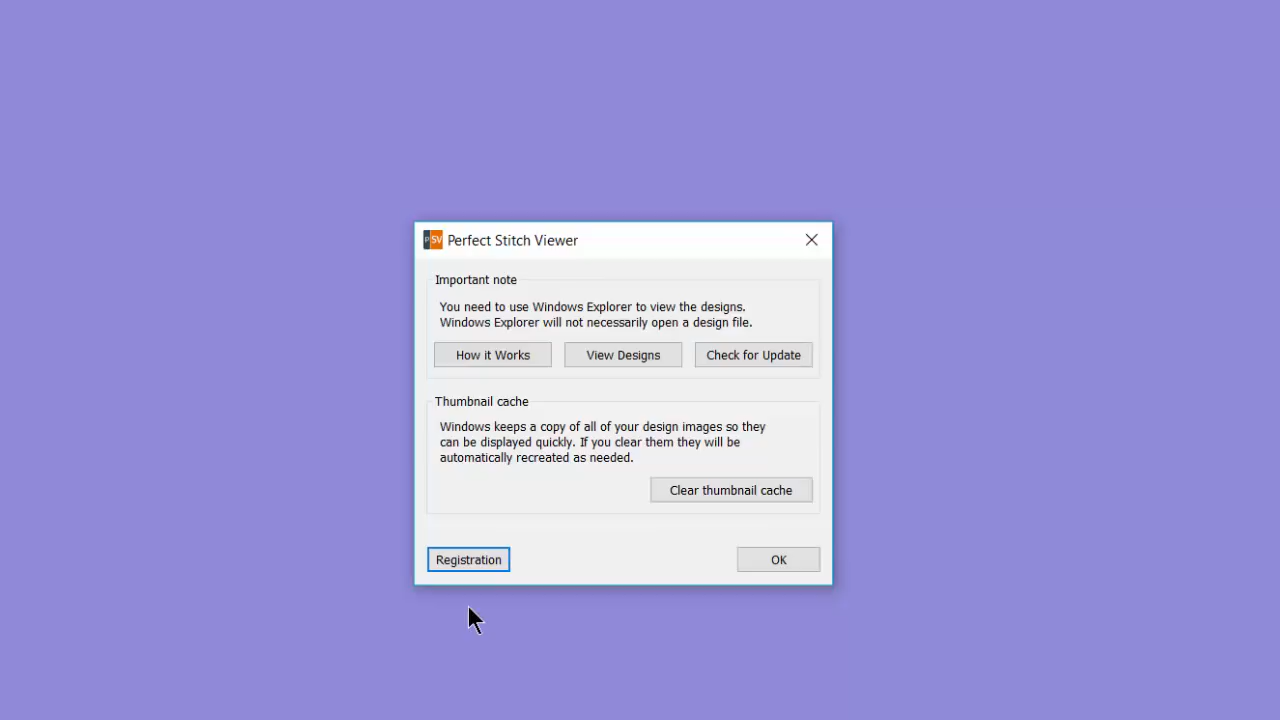 PSV Perfect Stitch Viewer
Important note
You need to use Windows Explorer to view the designs.
Windows Explorer will not necessarily open a design file.
How it Works View Designs Check for Update
Thumbnail cache
Windows keeps a copy of all of your design images so they
can be displayed quickly. If you clear them they will be
automatically recreated as needed.
Clear thumbnail cache
Registration OK